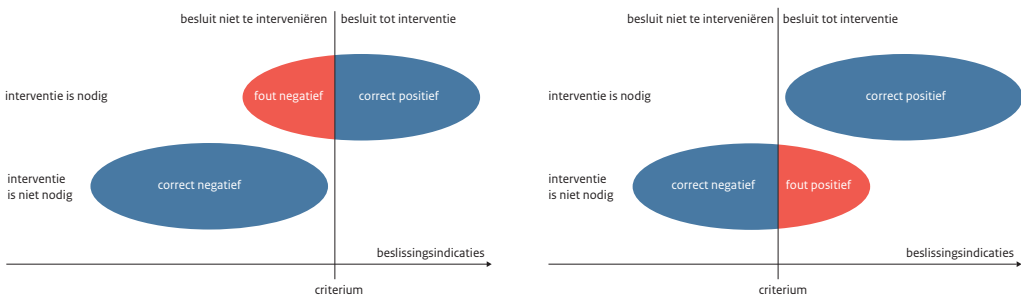 besluit niet te interveniëren
besluit tot interventie
interventie is nodig
fout negatief
correct positief
interventie
is niet nodig
correct negatief
beslissingsindicaties
criterium
besluit niet te interveniëren
besluit tot interventie
interventie is nodig
correct positief
interventie
is niet nodig
correct negatief
fout positief
beslissingsindicaties
criterium